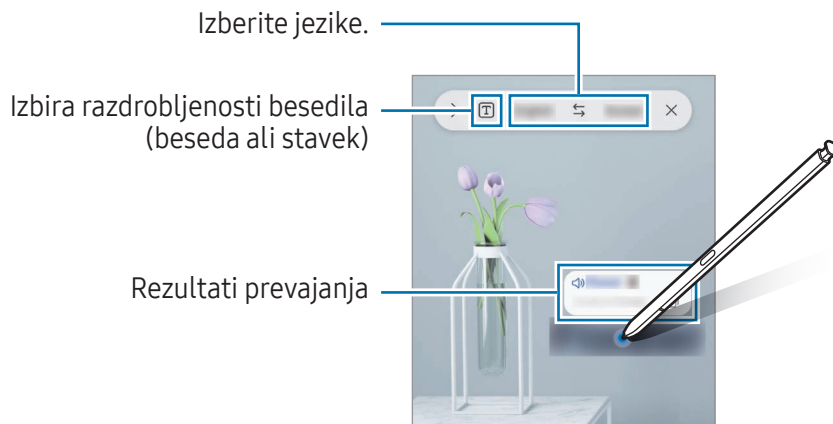 Izberite jezike.
Izbira razdrobljenosti besedila
(beseda ali stavek)
T
Rezultati prevajanja